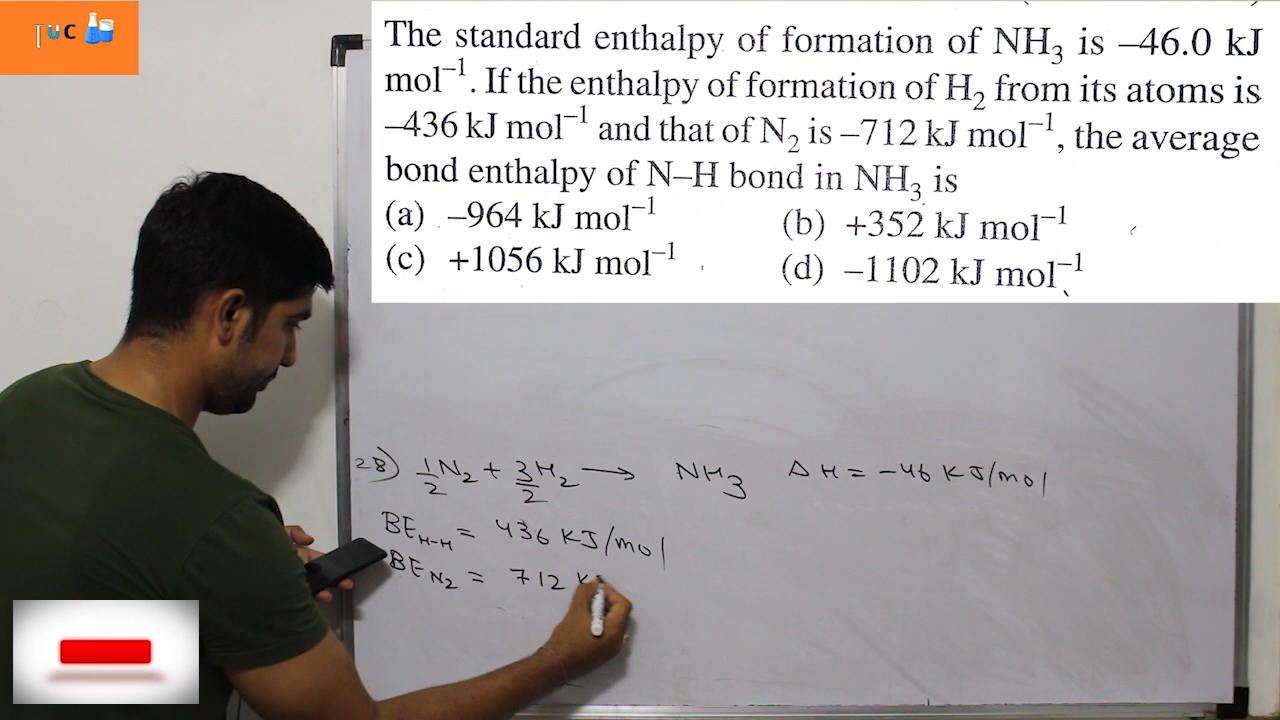 TUC
The standard enthalpy of formation of NH₃ is –46.0 kJ
mol⁻¹. If the enthalpy of formation of H₂ from its atoms is
–436 kJ mol⁻¹ and that of N₂ is –712 kJ mol⁻¹, the average
bond enthalpy of N–H bond in NH₃ is
(a) –964 kJ mol⁻¹ (b) +352 kJ mol⁻¹
(c) +1056 kJ mol⁻¹ (d) –1102 kJ mol⁻¹
28) 1/2 N₂ + 3/2 H₂ → NH₃ ΔH = -46 KJ/mol
BE H-H = 436 KJ/mol
BE N₂ = 712 K